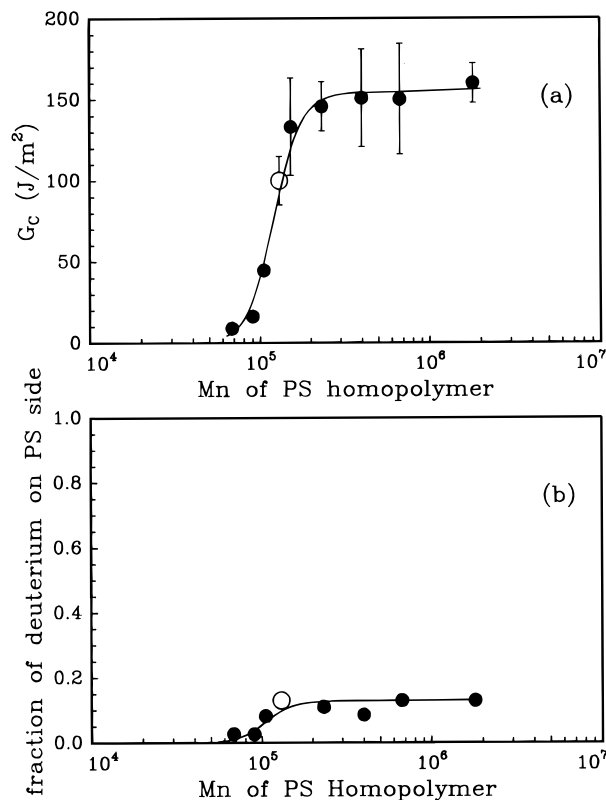 200
150
100
50
0
G_C (J/m²)
(a)
10⁴ 10⁵ 10⁶ 10⁷
Mn of PS homopolymer
fraction of deuterium on PS side
1.0
0.8
0.6
0.4
0.2
0.0
(b)
10⁴ 10⁵ 10⁶ 10⁷
Mn of PS Homopolymer